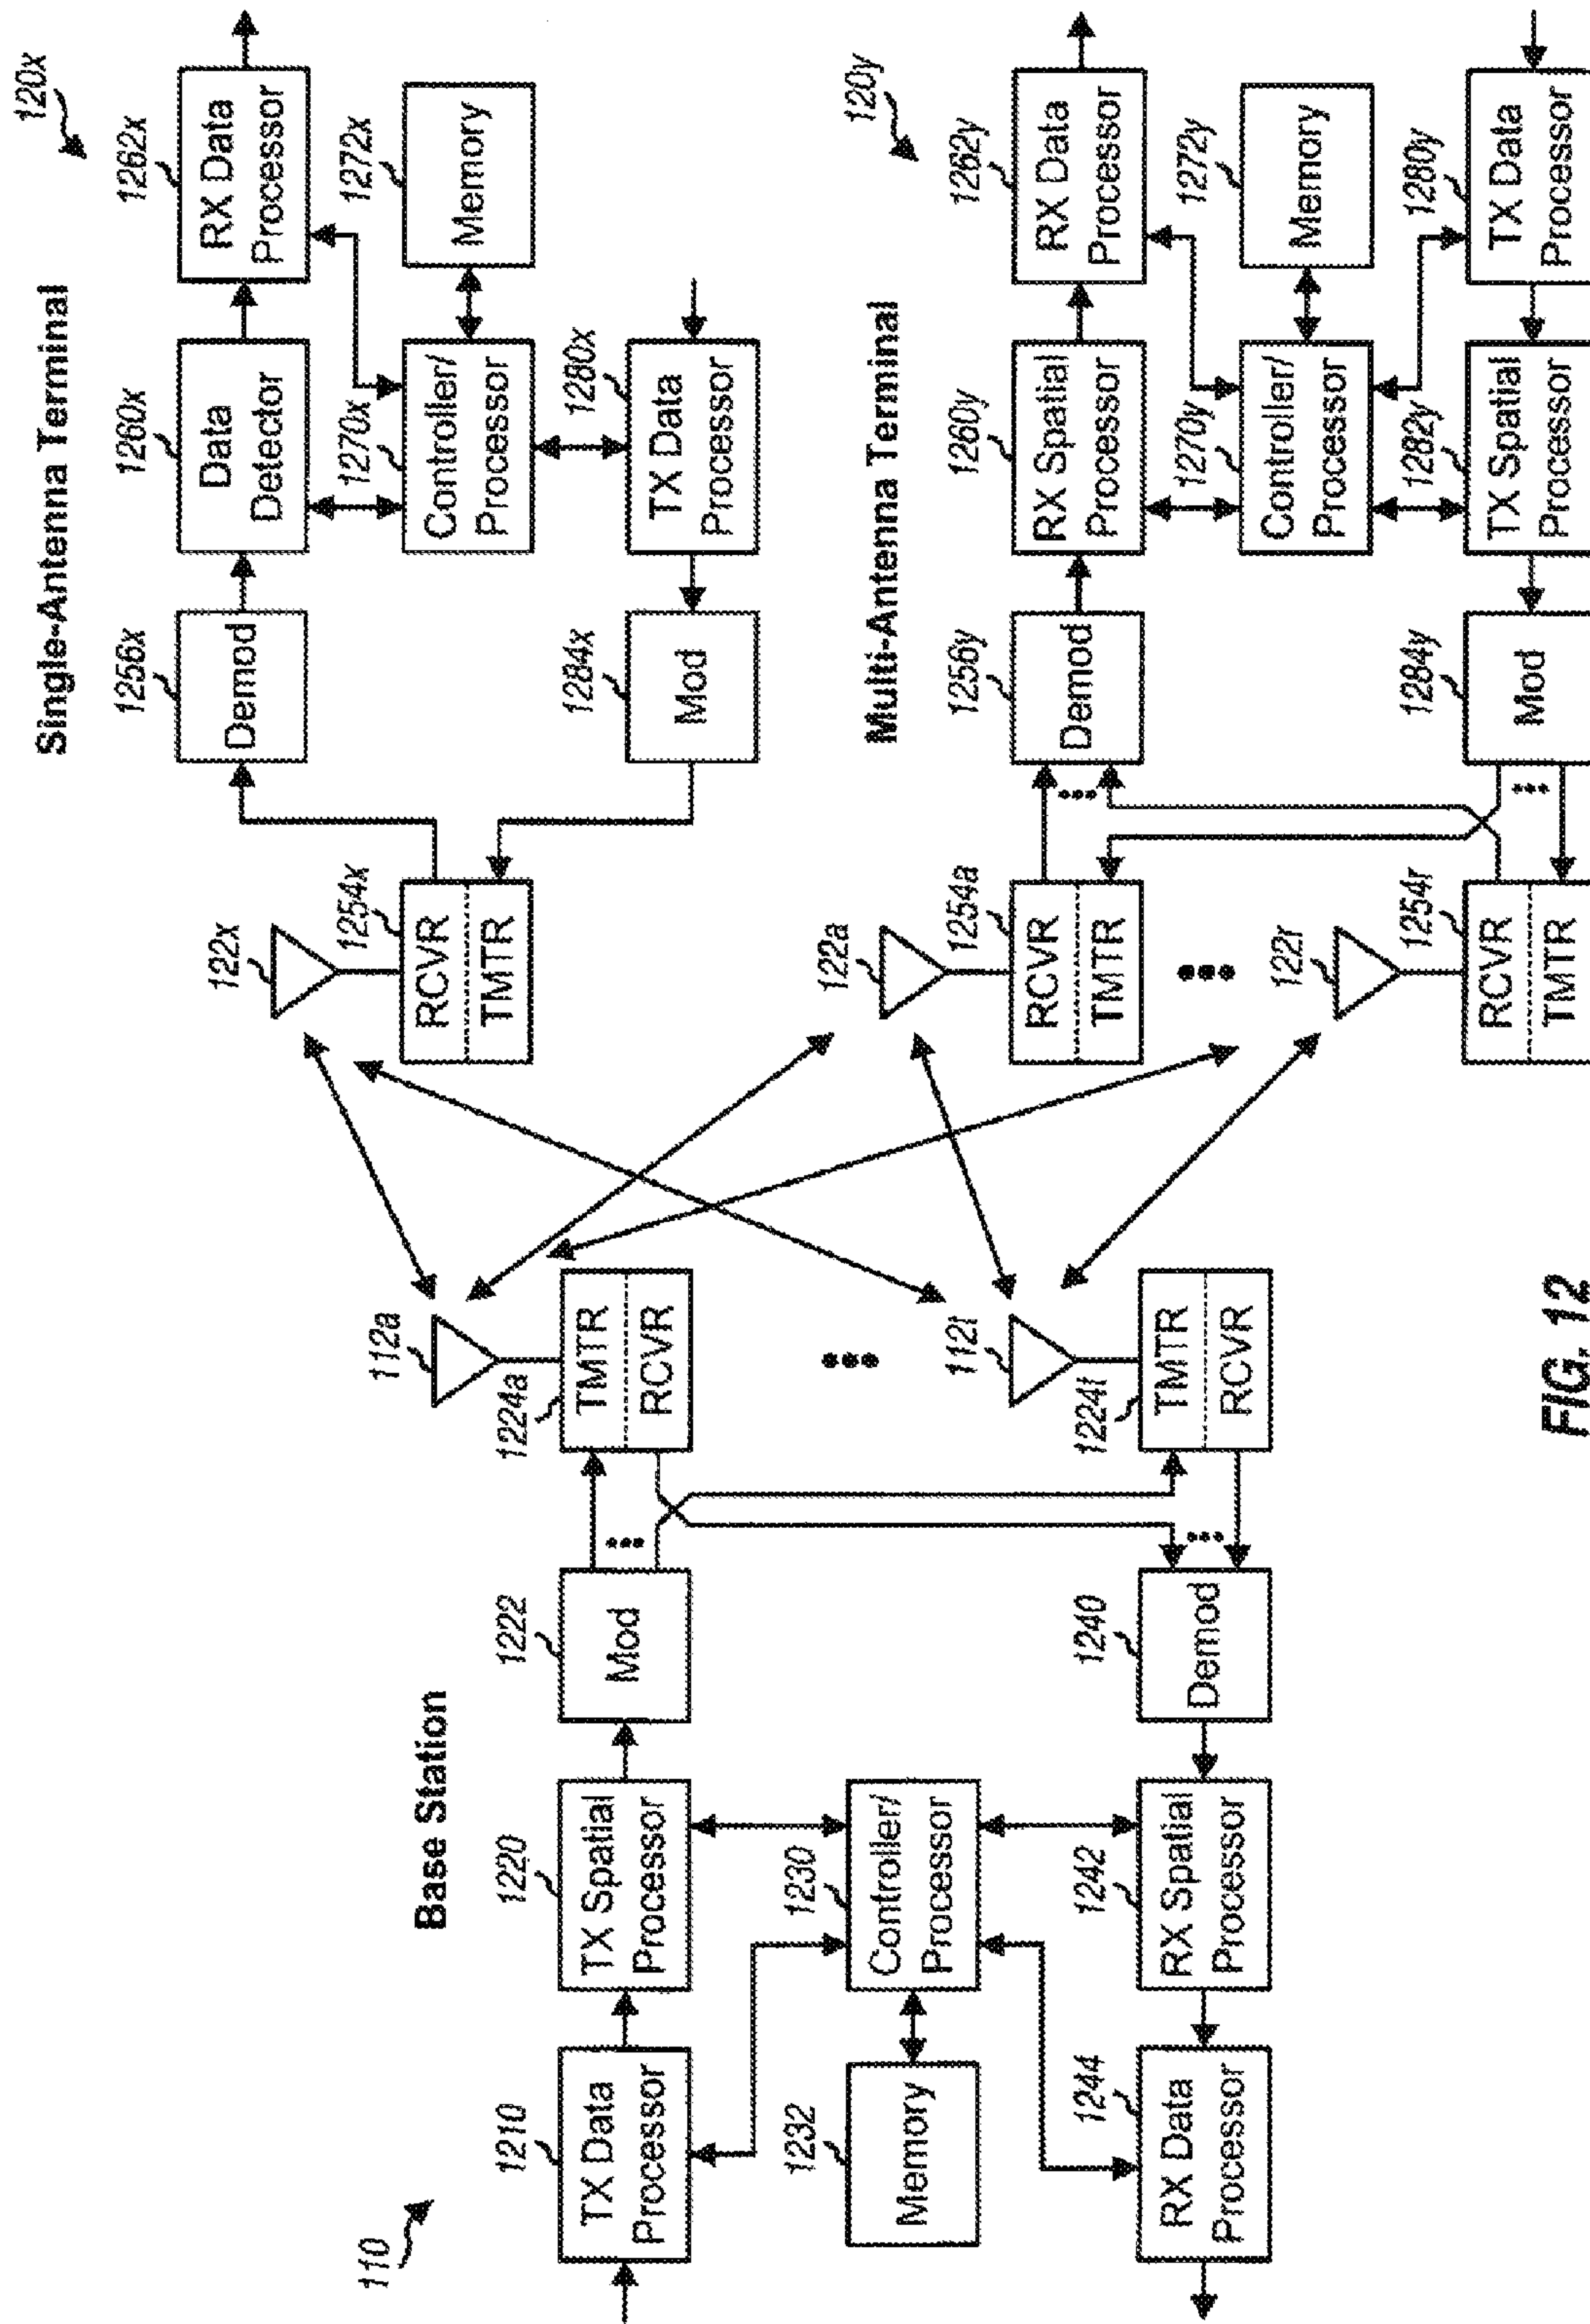 110
Base Station
1210
TX Data
Processor
1220
TX Spatial
Processor
1222
Mod
1232
Memory
1230
Controller/
Processor
1244
RX Data
Processor
1242
RX Spatial
Processor
1240
Demod
112a
1224a
TMTR
RCVR
112t
1224t
TMTR
RCVR
120x
Single-Antenna Terminal
122x
1254x
RCVR
TMTR
1256x
Demod
1260x
Data
Detector
1262x
RX Data
Processor
1270x
Controller/
Processor
1272x
Memory
1284x
Mod
1280x
TX Data
Processor
120y
Multi-Antenna Terminal
122a
1254a
RCVR
TMTR
122r
1254r
RCVR
TMTR
1256y
Demod
1260y
RX Spatial
Processor
1262y
RX Data
Processor
1270y
Controller/
Processor
1272y
Memory
1284y
Mod
1282y
TX Spatial
Processor
1280y
TX Data
Processor
FIG. 12